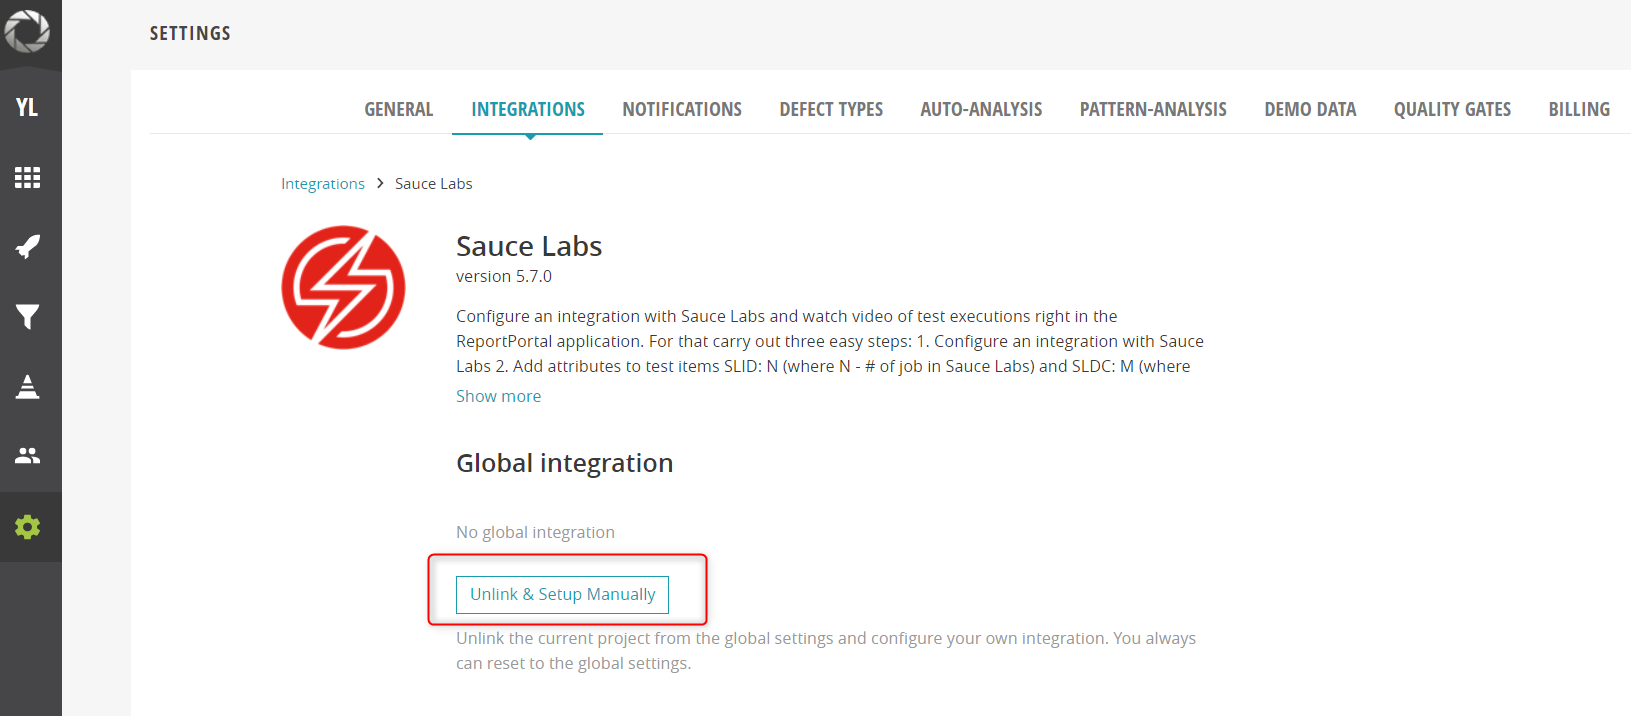 SETTINGS
YL
GENERAL INTEGRATIONS NOTIFICATIONS DEFECT TYPES AUTO-ANALYSIS PATTERN-ANALYSIS DEMO DATA QUALITY GATES BILLING
Integrations > Sauce Labs
Sauce Labs
version 5.7.0
Configure an integration with Sauce Labs and watch video of test executions right in the
ReportPortal application. For that carry out three easy steps: 1. Configure an integration with Sauce
Labs 2. Add attributes to test items SLID: N (where N - # of job in Sauce Labs) and SLDC: M (where
Show more
Global integration
No global integration
Unlink & Setup Manually
Unlink the current project from the global settings and configure your own integration. You always
can reset to the global settings.